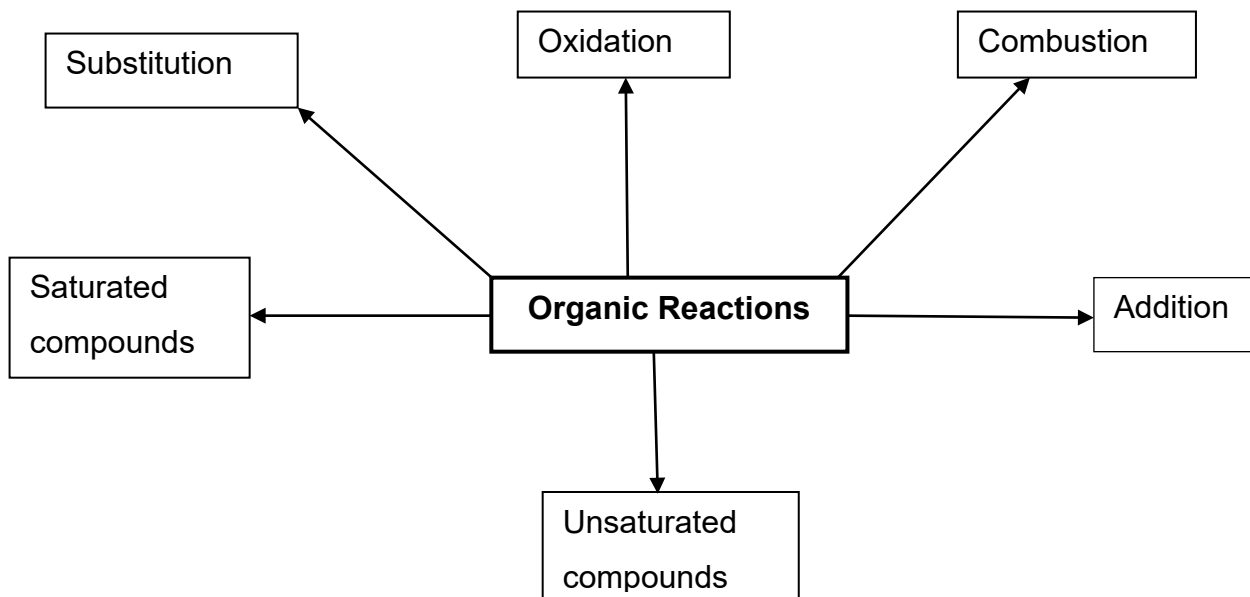 Substitution
Oxidation
Combustion
Saturated
compounds
Organic Reactions
Addition
Unsaturated
compounds